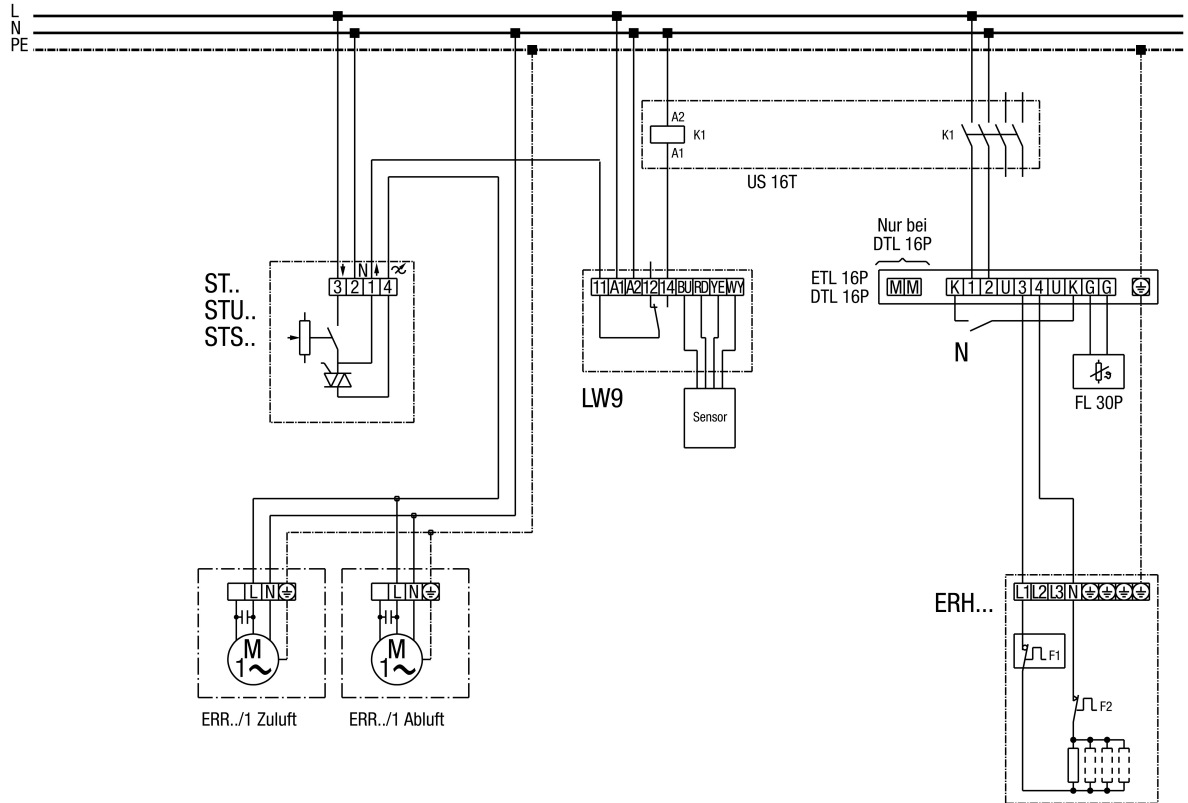 L
N
PE
A2
K1
A1
K1
US 16T
Nur bei
DTL 16P
ST..
STU..
STS..
N
3 2 1 4
11 A1 A2 12 14 BU RD YE WY
LW9
Sensor
ETL 16P
DTL 16P
M M
K 1 2 U 3 4 U K G G
N
FL 30P
L N
M
1~
ERR../1 Zuluft
L N
M
1~
ERR../1 Abluft
ERH...
L1 L2 L3 N
F1
F2